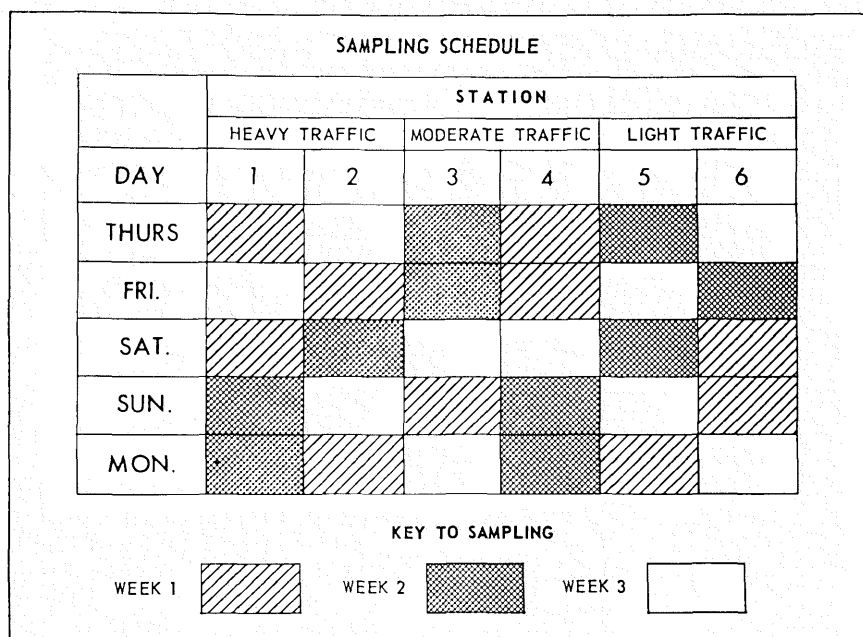 SAMPLING SCHEDULE
STATION
HEAVY TRAFFIC MODERATE TRAFFIC LIGHT TRAFFIC
DAY 1 2 3 4 5 6
THURS
FRI.
SAT.
SUN.
MON.
KEY TO SAMPLING
WEEK 1 WEEK 2 WEEK 3